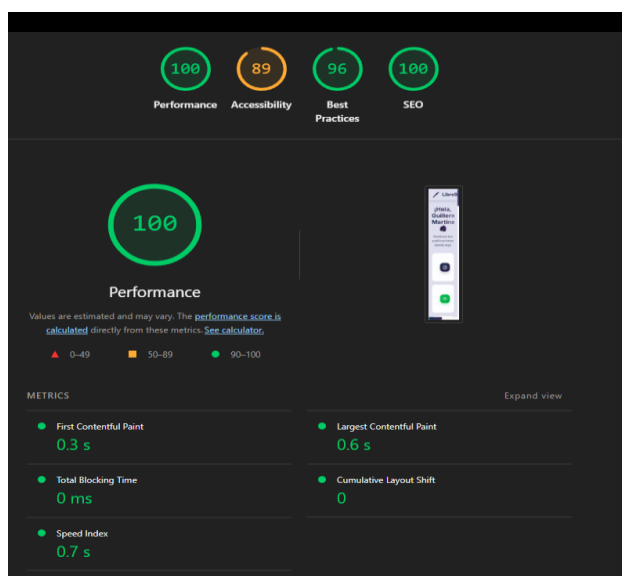 100
89
96
100
Performance
Accessibility
Best
Practices
SEO
100
Performance
Values are estimated and may vary. The performance score is
calculated directly from these metrics. See calculator.
0–49
50–89
90–100
¡Hola,
METRICS
Expand view
First Contentful Paint
0.3 s
Largest Contentful Paint
0.6 s
Total Blocking Time
0 ms
Cumulative Layout Shift
0
Speed Index
0.7 s